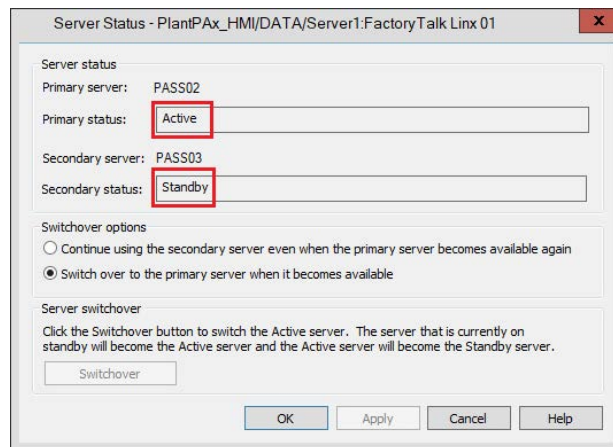 Server Status - PlantPAx_HMI/DATA/Server1:FactoryTalk Linx 01
x
Server status
Primary server: PASS02
Primary status: Active
Secondary server: PASS03
Secondary status: Standby
Switchover options
Continue using the secondary server even when the primary server becomes available again
Switch over to the primary server when it becomes available
Server switchover
Click the Switchover button to switch the Active server. The server that is currently on
standby will become the Active server and the Active server will become the Standby server.
Switchover
OK Apply Cancel Help